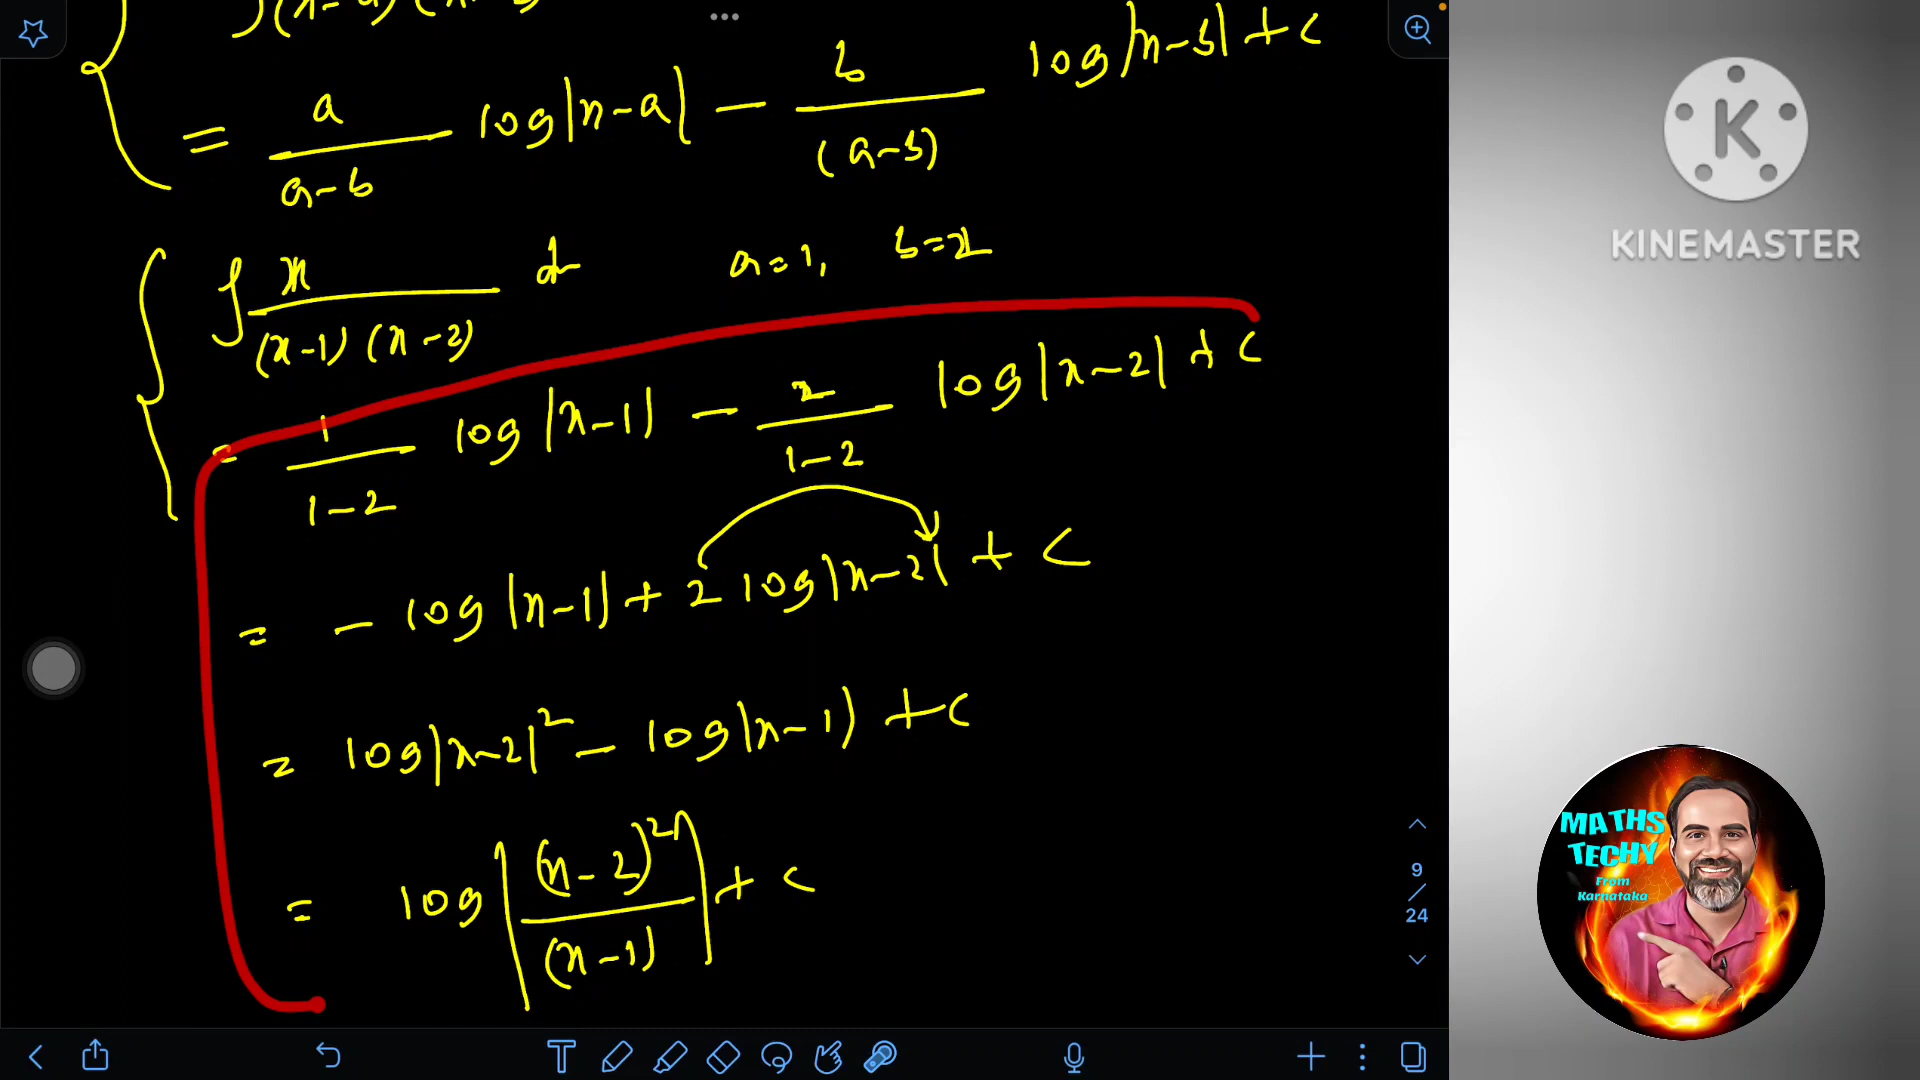 ∫(x-a)(x-
= a/(a-b) log|x-a| - b/(a-b) log|x-b| + c
∫ x/((x-1)(x-2)) dx a=1, b=2
= 1/(1-2) log|x-1| - 2/(1-2) log|x-2| + c
= - log|x-1| + 2 log|x-2| + c
= log|x-2|² - log|x-1| + c
= log|(x-2)²/(x-1)| + c
KINEMASTER
MATHS
TECHY
From
Karnataka
9
24